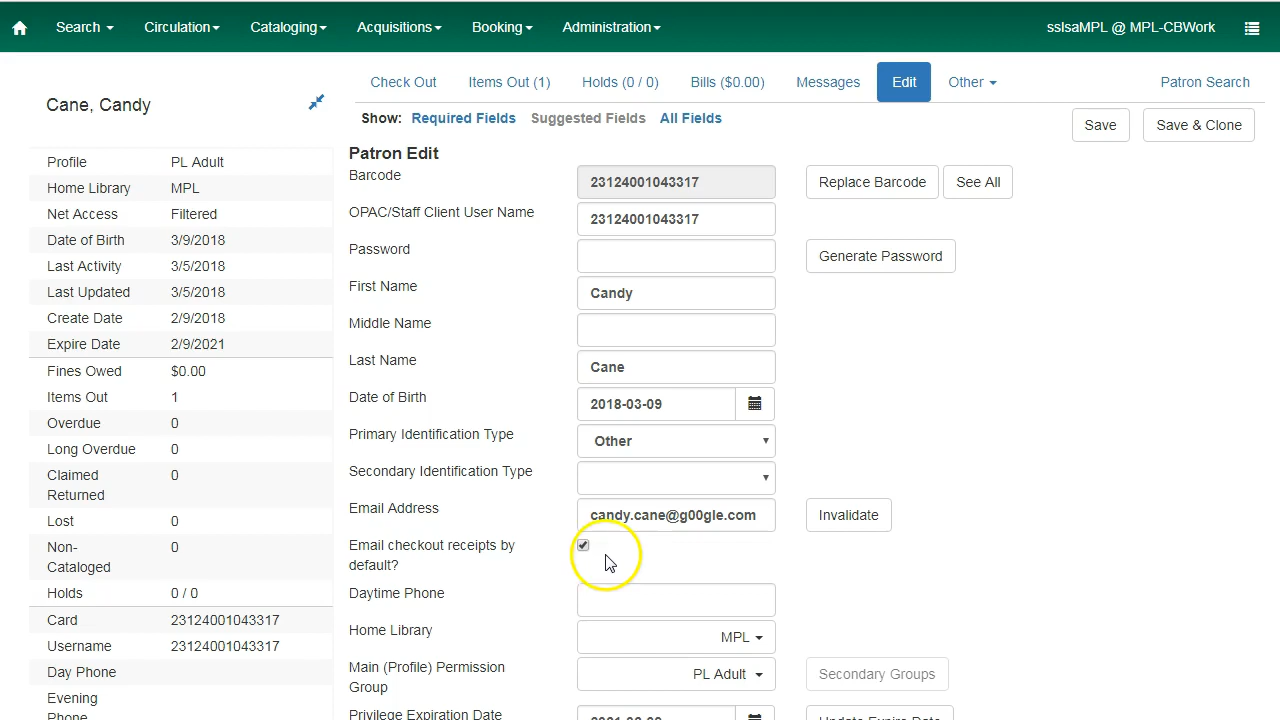 Search Circulation Cataloging Acquisitions Booking Administration sslsaMPL @ MPL-CBWork
Check Out Items Out (1) Holds (0 / 0) Bills ($0.00) Messages Edit Other Patron Search
Cane, Candy
Show: Required Fields Suggested Fields All Fields
Save Save & Clone
Profile PL Adult
Home Library MPL
Net Access Filtered
Date of Birth 3/9/2018
Last Activity 3/5/2018
Last Updated 3/5/2018
Create Date 2/9/2018
Expire Date 2/9/2021
Fines Owed $0.00
Items Out 1
Overdue 0
Long Overdue 0
Claimed Returned 0
Lost 0
Non-Cataloged 0
Holds 0 / 0
Card 23124001043317
Username 23124001043317
Day Phone
Evening
Phone
Patron Edit
Barcode 23124001043317 Replace Barcode See All
OPAC/Staff Client User Name 23124001043317
Password Generate Password
First Name Candy
Middle Name
Last Name Cane
Date of Birth 2018-03-09
Primary Identification Type Other
Secondary Identification Type
Email Address candy.cane@g00gle.com Invalidate
Email checkout receipts by
default?
Daytime Phone
Home Library MPL
Main (Profile) Permission
Group PL Adult Secondary Groups
Privilege Expiration Date Update Expire Date